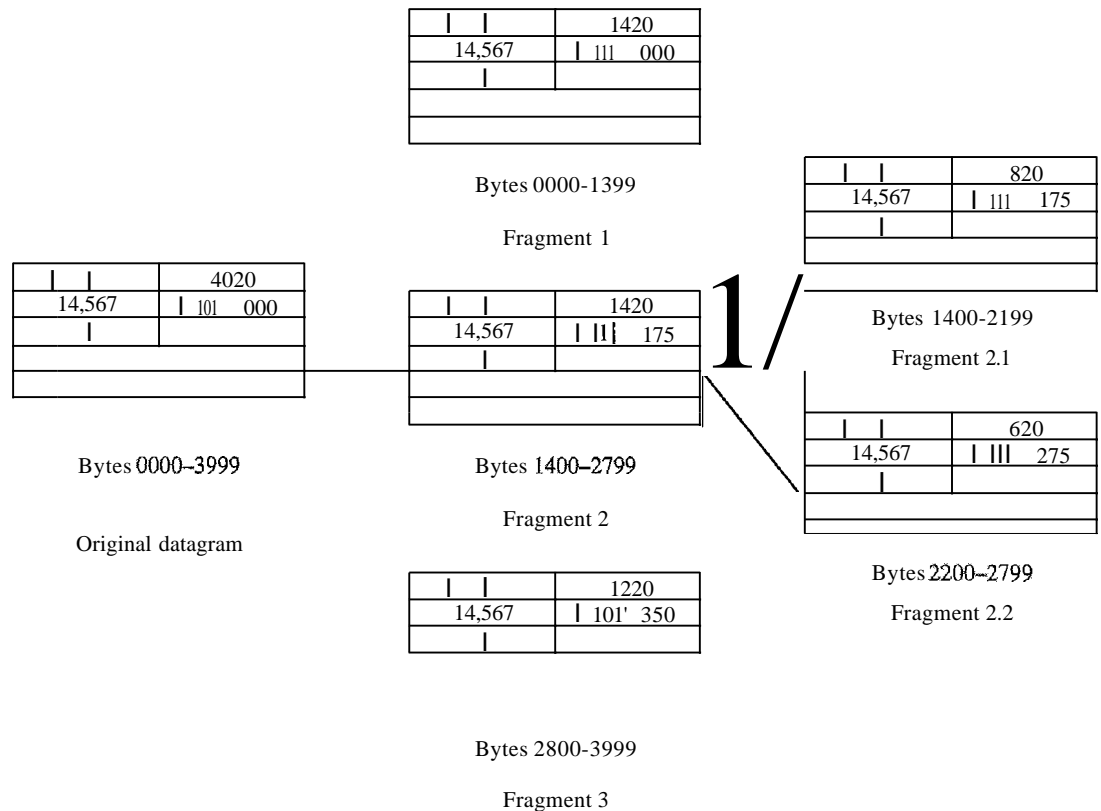 1420
14,567 111 000
Bytes 0000-1399
Fragment 1
4020
14,567 101 000
Bytes 0000–3999
Original datagram
1420
14,567 175
Bytes 1400–2799
Fragment 2
1220
14,567 101' 350
Bytes 2800-3999
Fragment 3
820
14,567 111 175
Bytes 1400-2199
Fragment 2.1
620
14,567 275
Bytes 2200–2799
Fragment 2.2